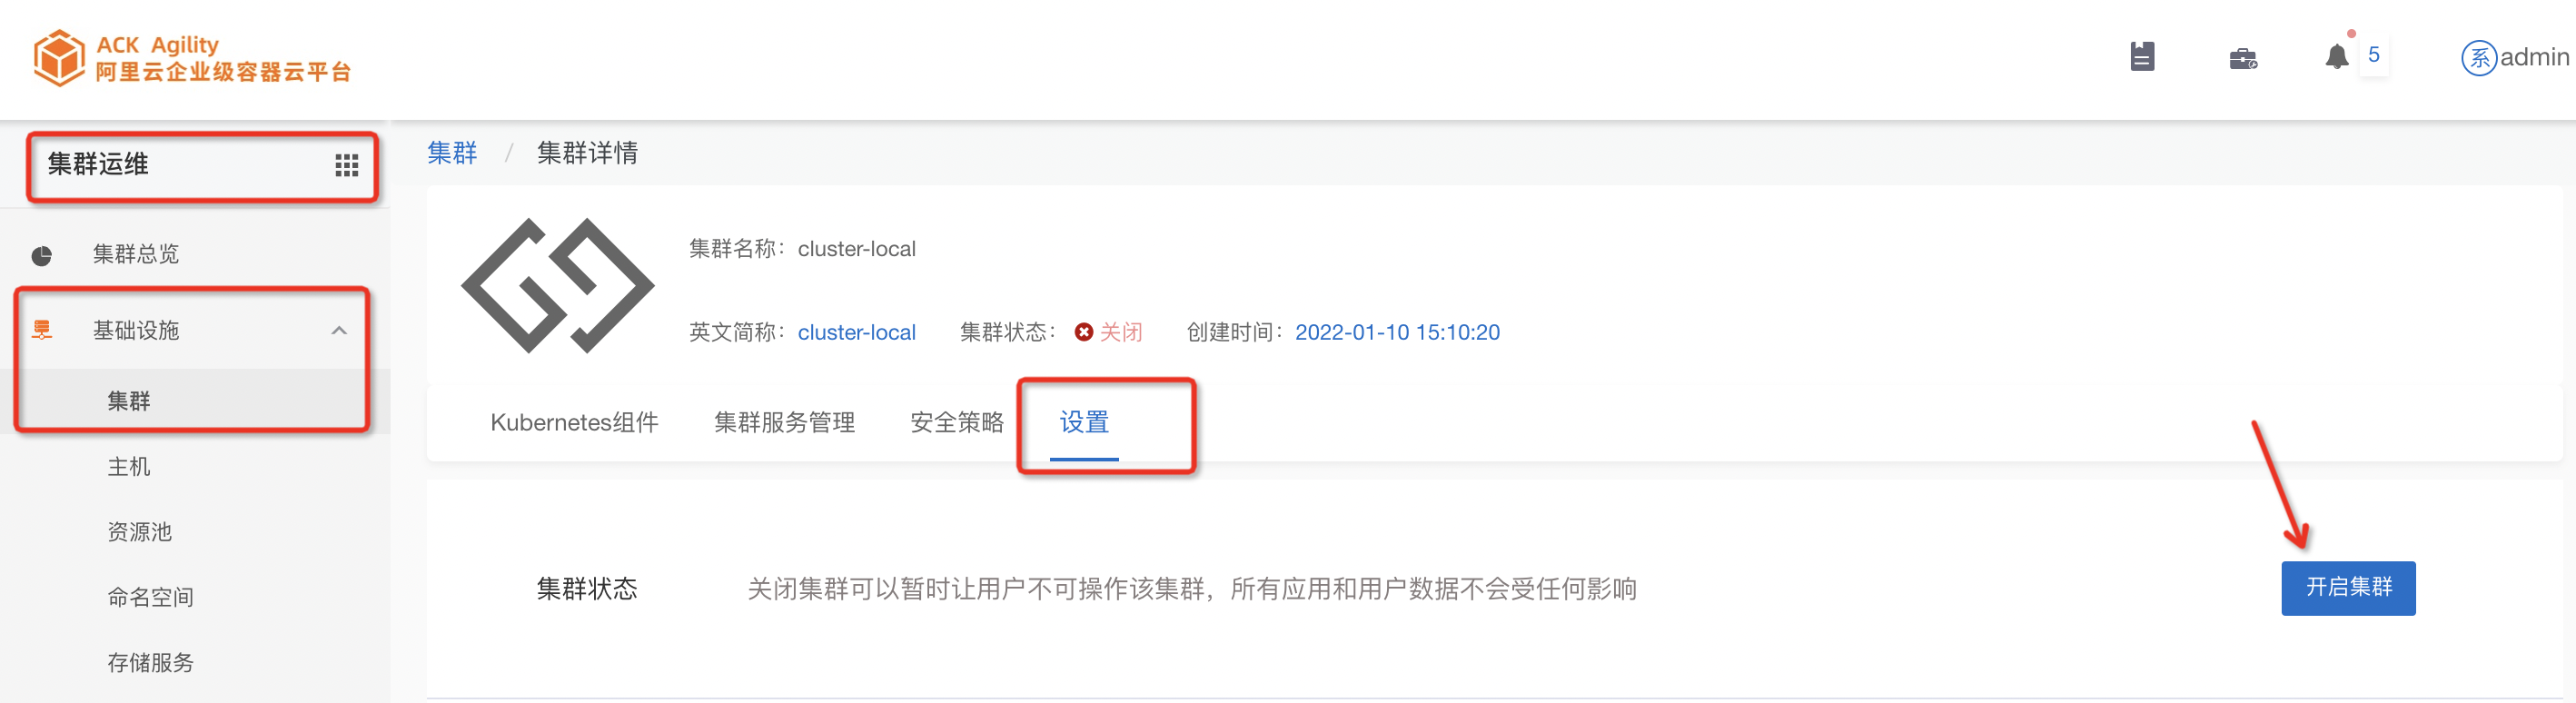 ACK Agility
阿里云企业级容器云平台
5
系 admin
集群运维
集群 / 集群详情
集群总览
基础设施
集群
主机
资源池
命名空间
存储服务
集群名称：cluster-local
英文简称：cluster-local 集群状态：关闭 创建时间：2022-01-10 15:10:20
Kubernetes组件 集群服务管理 安全策略 设置
集群状态 关闭集群可以暂时让用户不可操作该集群，所有应用和用户数据不会受任何影响 开启集群